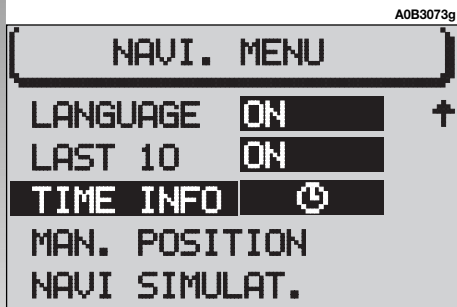 A0B3073g
NAVI. MENU
LANGUAGE ON
LAST 10 ON
TIME INFO
MAN. POSITION
NAVI SIMULAT.